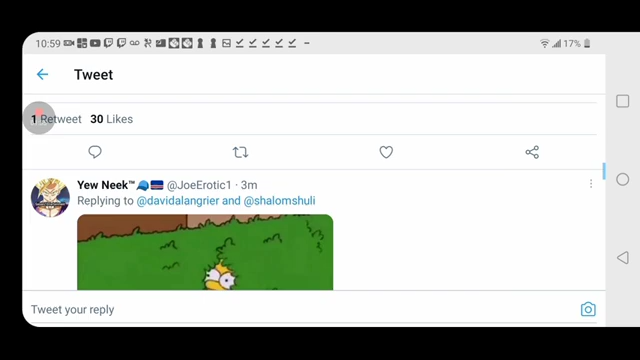 10:59
17%
Tweet
1 Retweet 30 Likes
Yew Neek™ @JoeErotic1 · 3m
Replying to @davidalangrier and @shalomshuli
Tweet your reply